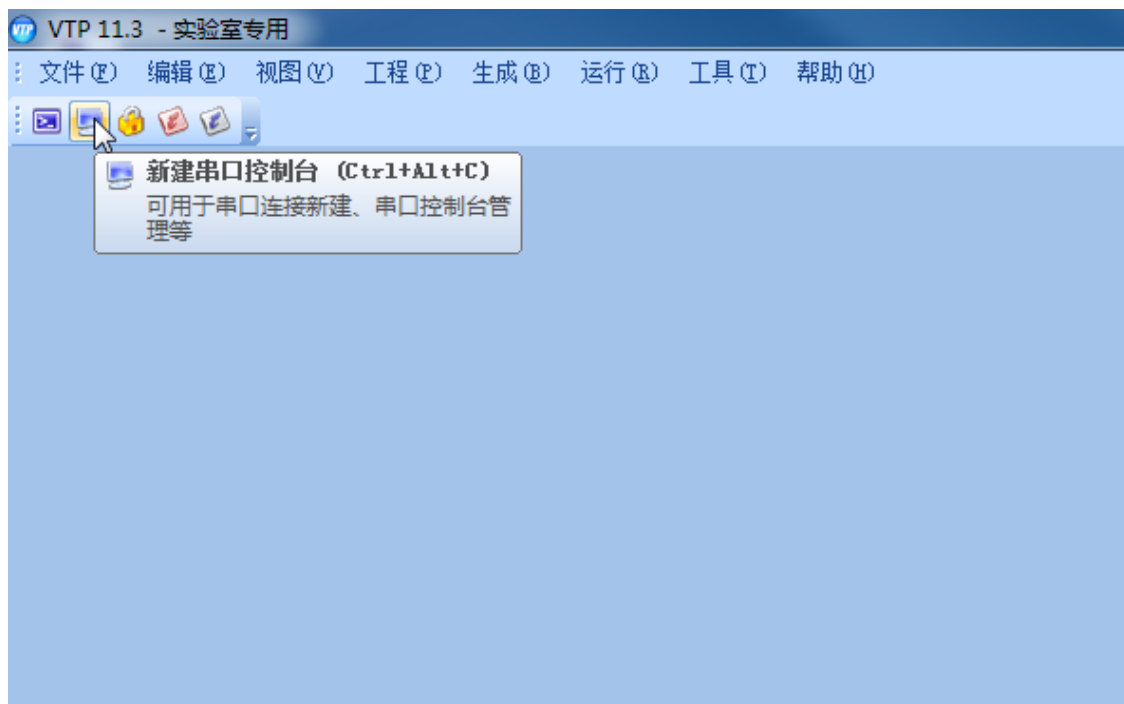 VTP 11.3 - 实验室专用
文件(F) 编辑(E) 视图(V) 工程(P) 生成(B) 运行(R) 工具(T) 帮助(H)
新建串口控制台 (Ctrl+Alt+C)
可用于串口连接新建、串口控制台管
理等